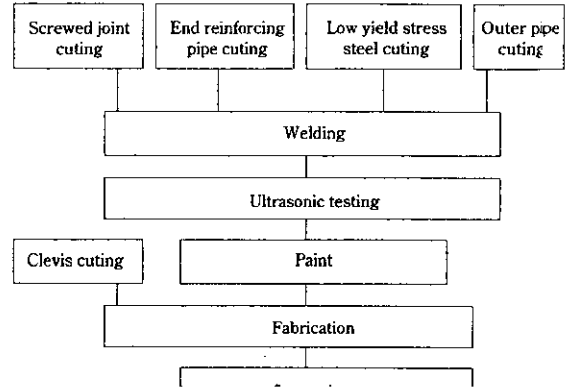 Screwed joint
cuting
End reinforcing
pipe cuting
Low yield stress
steel cuting
Outer pipe
cuting
Welding
Ultrasonic testing
Clevis cuting
Paint
Fabrication